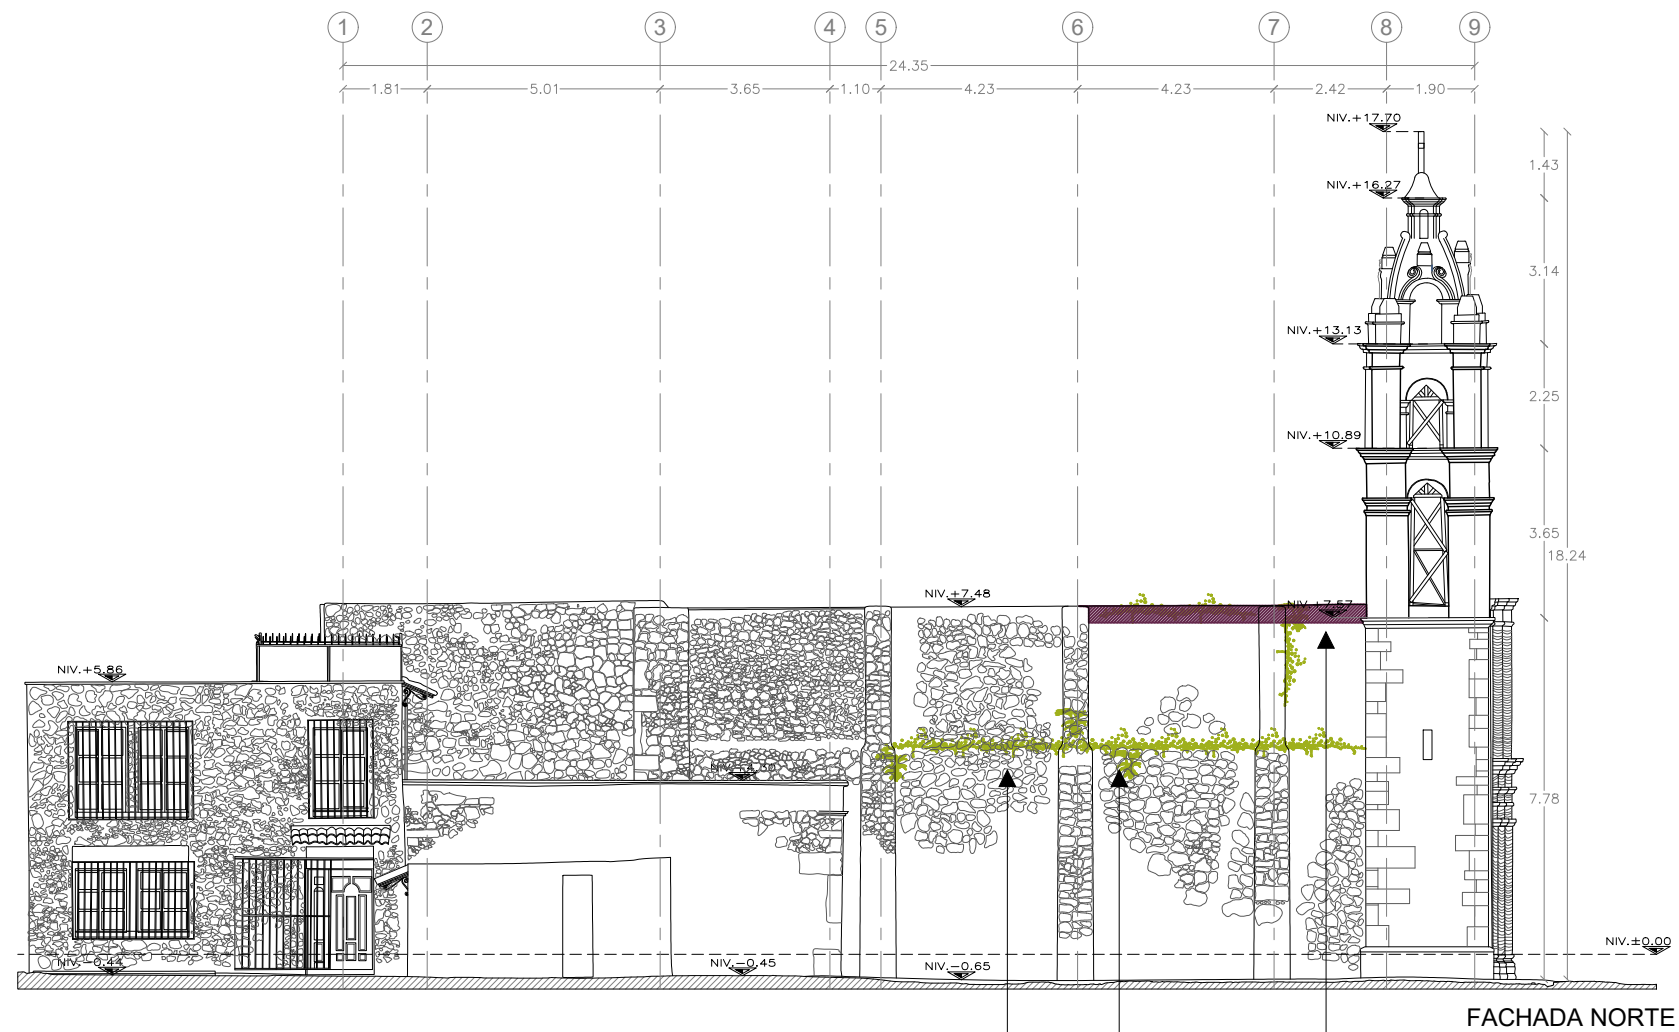 1 2 3 4 5 6 7 8 9
24.35
1.81 5.01 3.65 1.10 4.23 4.23 2.42 1.90
NIV.+17.70
1.43
NIV.+16.27
3.14
NIV.+13.13
2.25
NIV.+10.89
3.65
18.24
NIV.+7.48
NIV.+7.57
NIV.+5.86
7.78
NIV.±0.00
NIV.-0.44
NIV.-0.45
NIV.-0.65
FACHADA NORTE